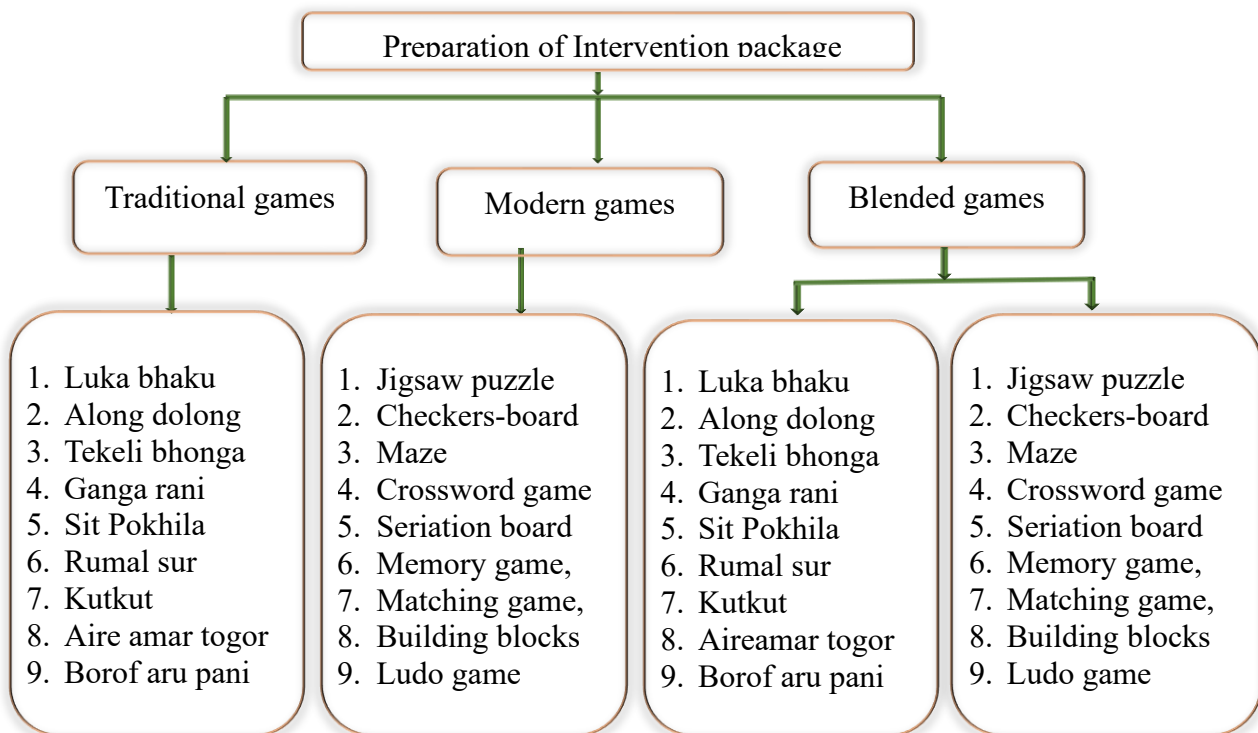 Preparation of Intervention package
Traditional games
Modern games
Blended games
1. Luka bhaku
2. Along dolong
3. Tekeli bhonga
4. Ganga rani
5. Sit Pokhila
6. Rumal sur
7. Kutkut
8. Aire amar togor
9. Borof aru pani
1. Jigsaw puzzle
2. Checkers-board
3. Maze
4. Crossword game
5. Seriation board
6. Memory game,
7. Matching game,
8. Building blocks
9. Ludo game
1. Luka bhaku
2. Along dolong
3. Tekeli bhonga
4. Ganga rani
5. Sit Pokhila
6. Rumal sur
7. Kutkut
8. Aireamar togor
9. Borof aru pani
1. Jigsaw puzzle
2. Checkers-board
3. Maze
4. Crossword game
5. Seriation board
6. Memory game,
7. Matching game,
8. Building blocks
9. Ludo game